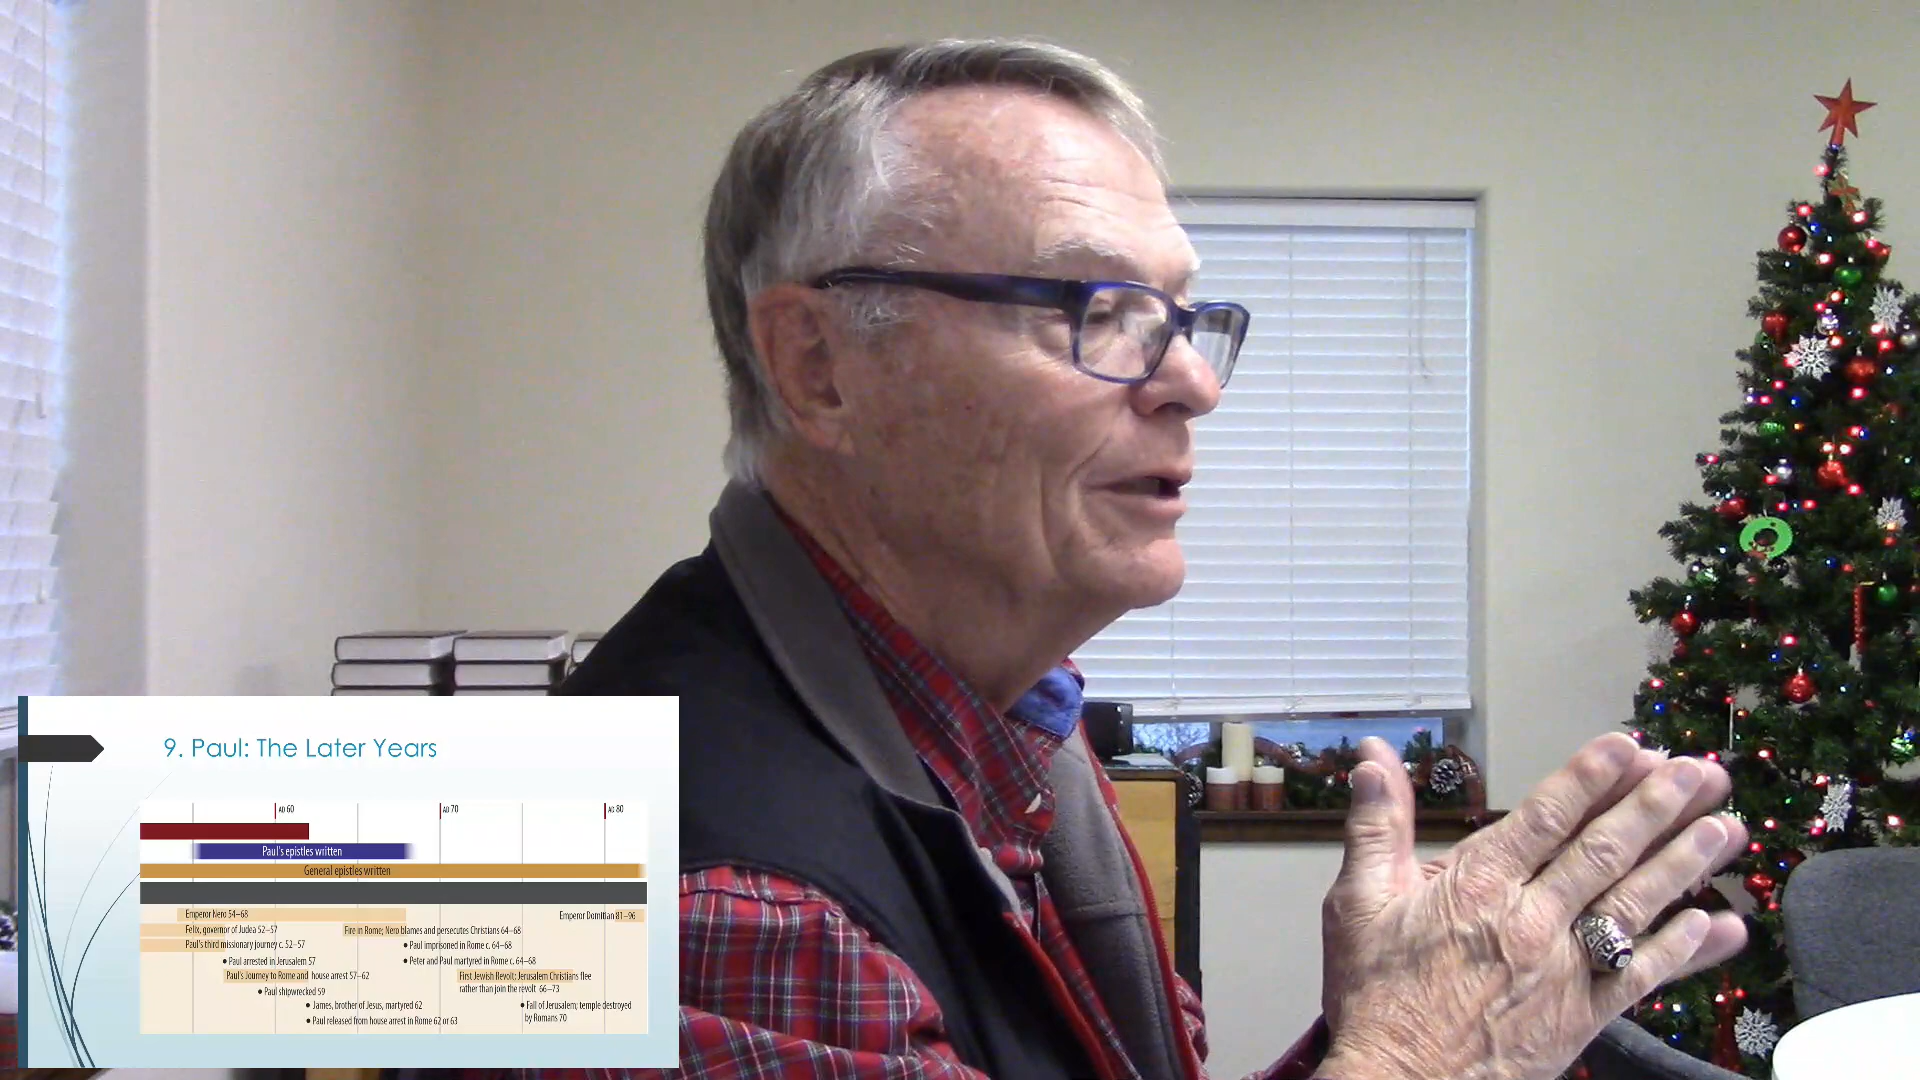 9. Paul: The Later Years
AD 60
AD 70
AD 80
Paul's epistles written
General epistles written
Emperor Nero 54–68
Emperor Domitian 81–96
Felix, governor of Judea 52–57
Fire in Rome; Nero blames and persecutes Christians 64–68
Paul's third missionary journey c. 52–57
• Paul imprisoned in Rome c. 64–68
• Paul arrested in Jerusalem 57
• Peter and Paul martyred in Rome c. 64–68
Paul's Journey to Rome and house arrest 57–62
First Jewish Revolt; Jerusalem Christians flee
rather than join the revolt 66–73
• Paul shipwrecked 59
• James, brother of Jesus, martyred 62
• Fall of Jerusalem; temple destroyed
by Romans 70
• Paul released from house arrest in Rome 62 or 63